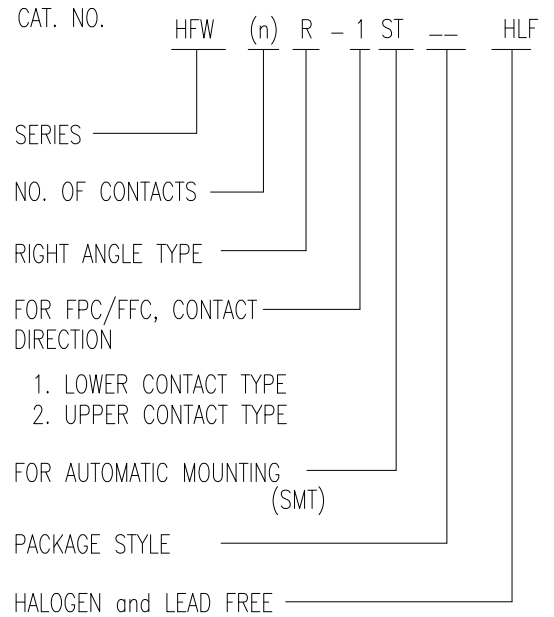 CAT. NO. HFW (n) R - 1 ST __ HLF
SERIES
NO. OF CONTACTS
RIGHT ANGLE TYPE
FOR FPC/FFC, CONTACT
DIRECTION
1. LOWER CONTACT TYPE
2. UPPER CONTACT TYPE
FOR AUTOMATIC MOUNTING
(SMT)
PACKAGE STYLE
HALOGEN and LEAD FREE